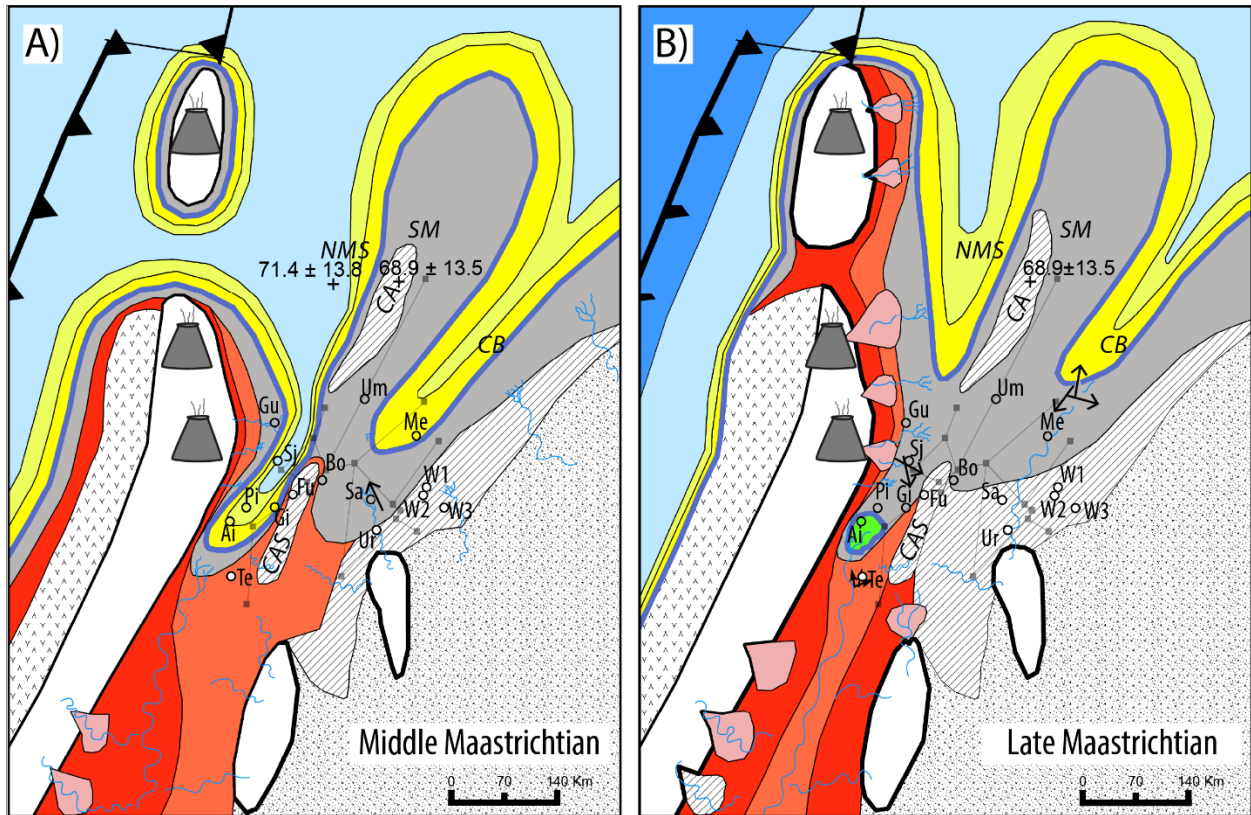 A)
NMS
SM
71.4 ± 13.8
68.9 ± 13.5
+
CA+
CB
Gu
Um
Sj
Me
Bo
Pi
Fu
Sa
W1
W2
W3
Ai
Gi
Ur
CAS
Te
Middle Maastrichtian
0 70 140 Km
B)
NMS
SM
CA +68.9±13.5
CB
Gu
Um
Sj
Me
Bo
Pi
Gl
Fu
Sa
W1
W2
W3
Ai
Ur
CAS
Te
Late Maastrichtian
0 70 140 Km